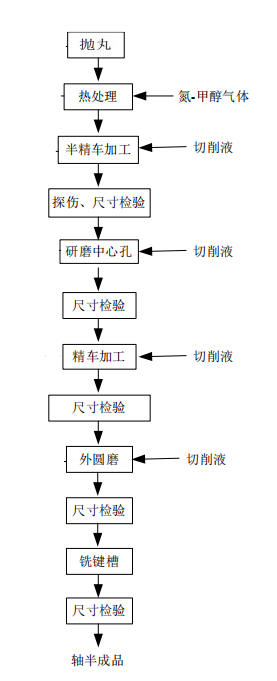 抛丸
热处理
氮-甲醇气体
半精车加工
切削液
探伤、尺寸检验
研磨中心孔
切削液
尺寸检验
精车加工
切削液
尺寸检验
外圆磨
切削液
尺寸检验
铣键槽
尺寸检验
轴半成品